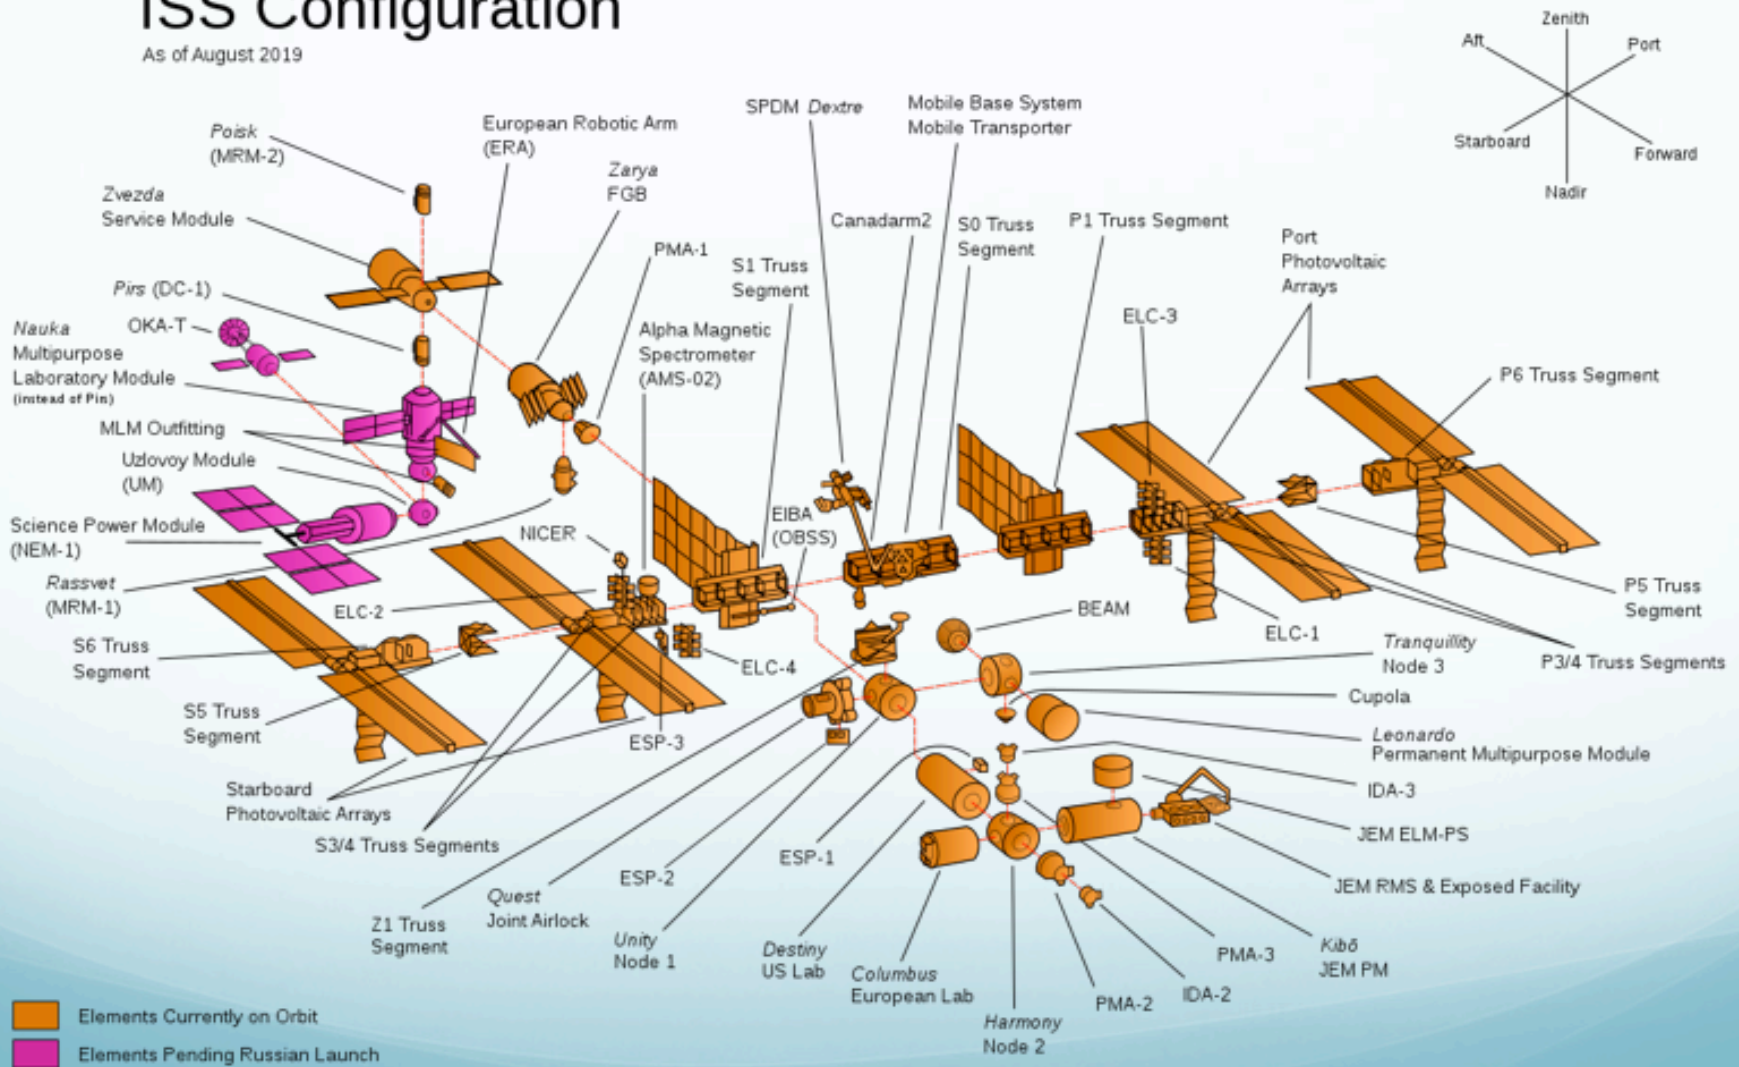 ISS Configuration
As of August 2019
Zenith
Aft
Port
Starboard
Forward
Nadir
Poisk
(MRM-2)
European Robotic Arm
(ERA)
SPDM Dextre
Mobile Base System
Mobile Transporter
Zarya
FGB
Zvezda
Service Module
Canadarm2
S0 Truss
Segment
P1 Truss Segment
Port
Photovoltaic
Arrays
PMA-1
S1 Truss
Segment
Pirs (DC-1)
ELC-3
Nauka
Multipurpose
Laboratory Module
(instead of Pirs)
OKA-T
Alpha Magnetic
Spectrometer
(AMS-02)
P6 Truss Segment
MLM Outfitting
Uzlovoy Module
(UM)
Science Power Module
(NEM-1)
NICER
EIBA
(OBSS)
Rassvet
(MRM-1)
ELC-2
P5 Truss
Segment
BEAM
ELC-1
Tranquillity
Node 3
P3/4 Truss Segments
S6 Truss
Segment
ELC-4
Cupola
S5 Truss
Segment
ESP-3
Leonardo
Permanent Multipurpose Module
Starboard
Photovoltaic Arrays
IDA-3
S3/4 Truss Segments
JEM ELM-PS
ESP-2
ESP-1
JEM RMS & Exposed Facility
Quest
Joint Airlock
Z1 Truss
Segment
Unity
Node 1
Destiny
US Lab
Columbus
European Lab
PMA-3
Kibō
JEM PM
PMA-2
IDA-2
Harmony
Node 2
Elements Currently on Orbit
Elements Pending Russian Launch